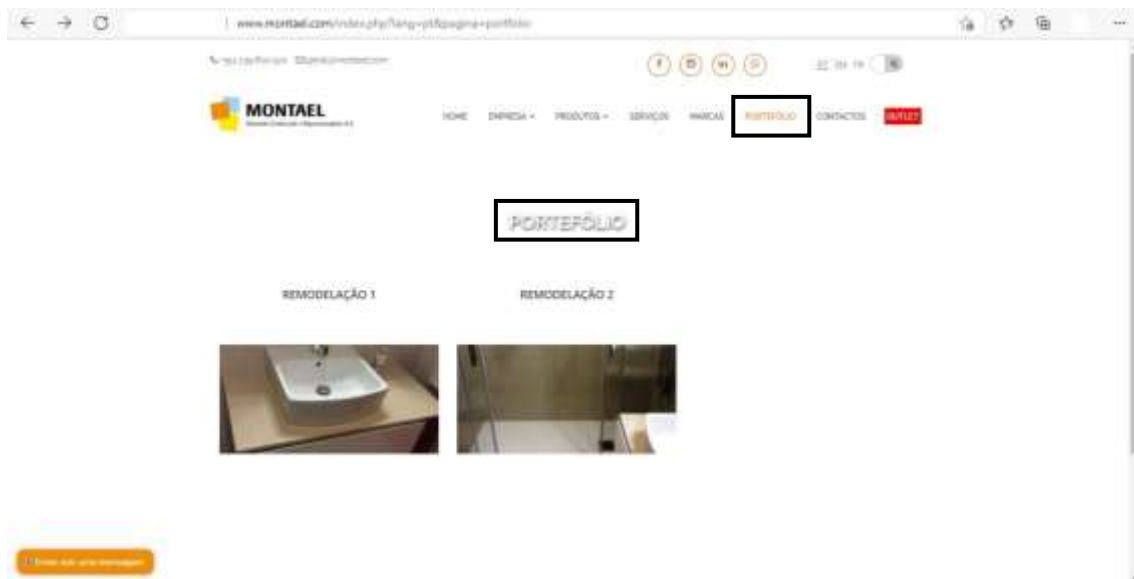 www.montael.com/index.php?lang=pt&pagina=portfolio
MONTAEL
HOME EMPRESA PRODUTOS SERVIÇOS MARCAS PORTEFÓLIO CONTACTOS OUTLET
PORTEFÓLIO
REMODELAÇÃO 1 REMODELAÇÃO 2